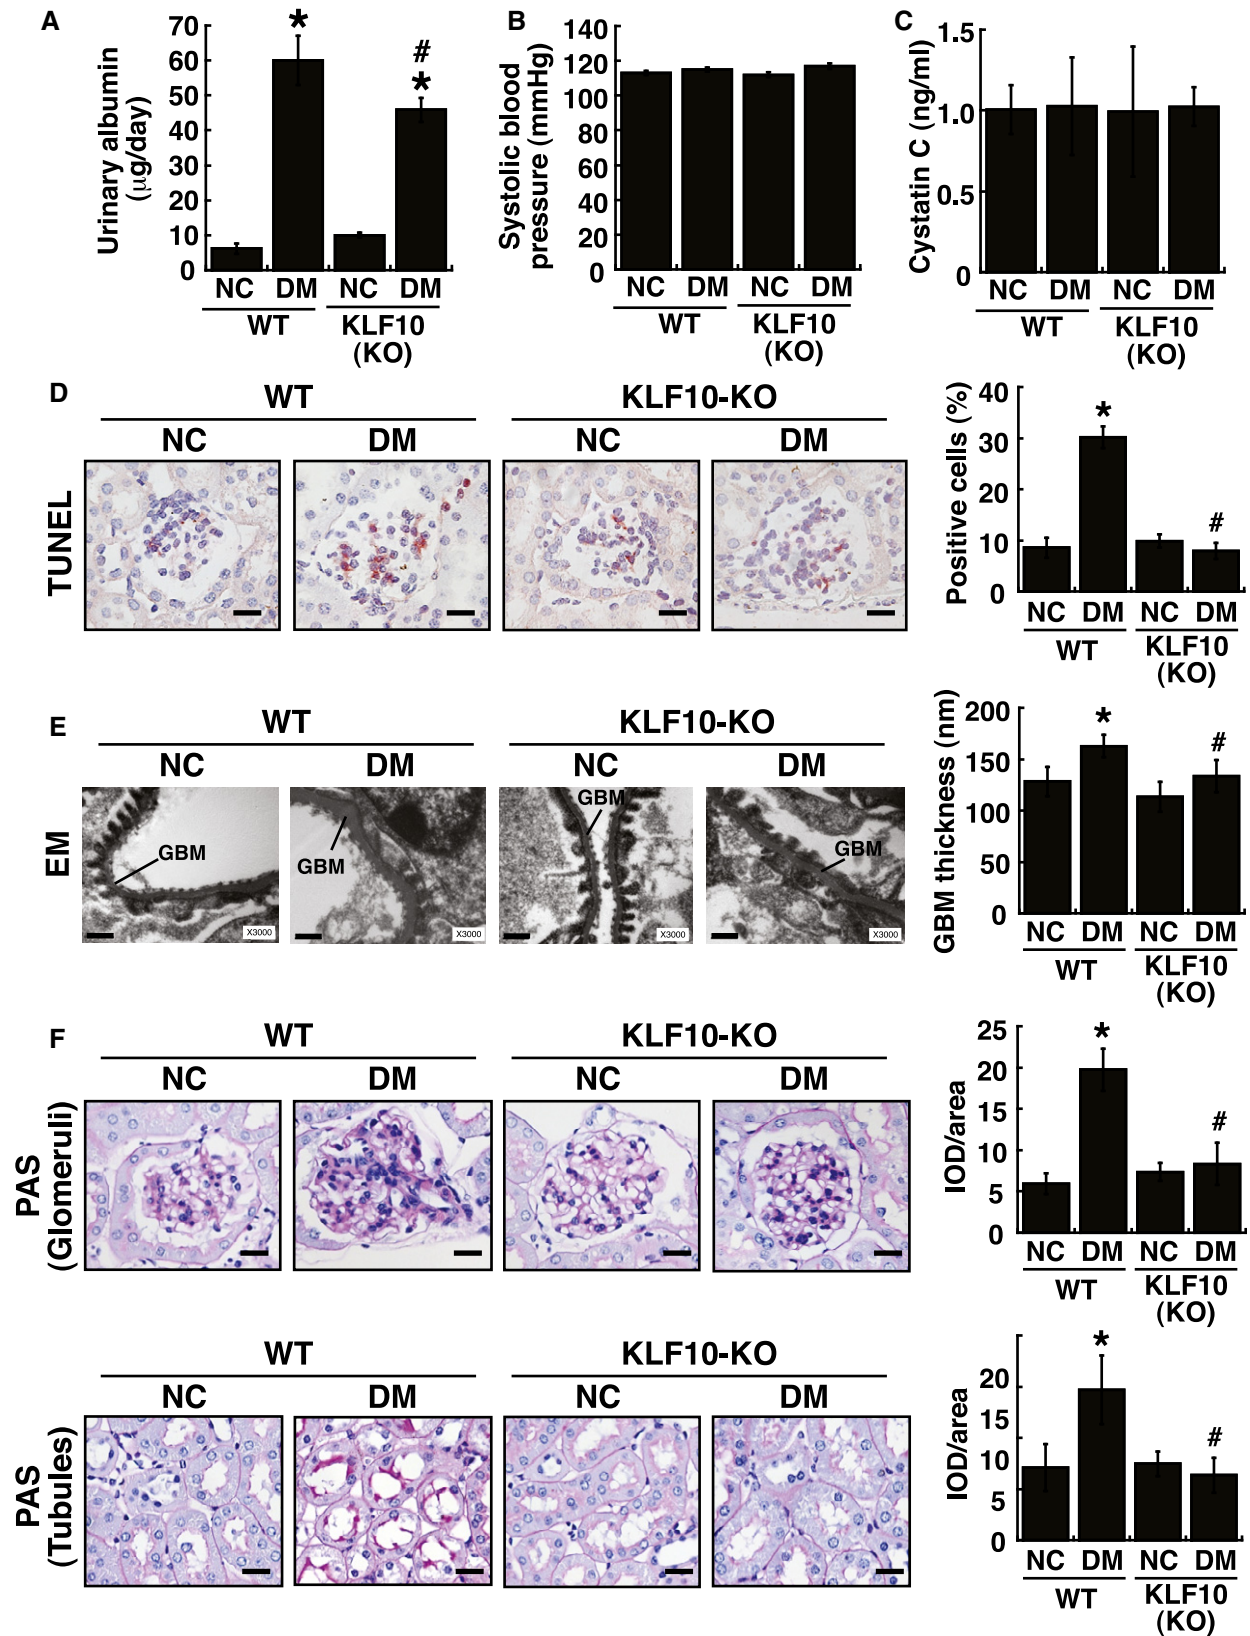 A
Urinary albumin
(μg/day)
70
60
50
40
30
20
10
0
*
#
*
NC DM NC DM
WT KLF10
(KO)
B
Systolic blood
pressure (mmHg)
140
120
100
80
60
40
20
0
NC DM NC DM
WT KLF10
(KO)
C
Cystatin C (ng/ml)
1.5
1.0
0.5
0
NC DM NC DM
WT KLF10
(KO)
D
WT KLF10-KO
NC DM NC DM
TUNEL
Positive cells (%)
40
30
20
10
0
*
#
NC DM NC DM
WT KLF10
(KO)
E
WT KLF10-KO
NC DM NC DM
EM
GBM
X3000
GBM
X3000
GBM
X3000
GBM
X3000
GBM thickness (nm)
200
150
100
50
0
*
#
NC DM NC DM
WT KLF10
(KO)
F
WT KLF10-KO
NC DM NC DM
PAS
(Glomeruli)
IOD/area
25
20
15
10
5
0
*
#
NC DM NC DM
WT KLF10
(KO)
WT KLF10-KO
NC DM NC DM
PAS
(Tubules)
IOD/area
20
15
10
5
0
*
#
NC DM NC DM
WT KLF10
(KO)